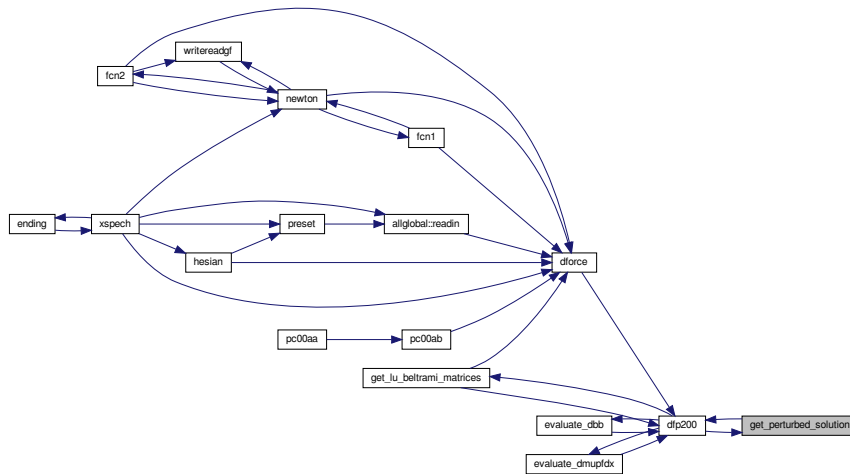 writereadgf
fcn2
newton
fcn1
ending
xspech
preset
allglobal::readin
hesian
dforce
pc00aa
pc00ab
get_lu_beltrami_matrices
evaluate_dbb
dfp200
get_perturbed_solution
evaluate_dmupfdx